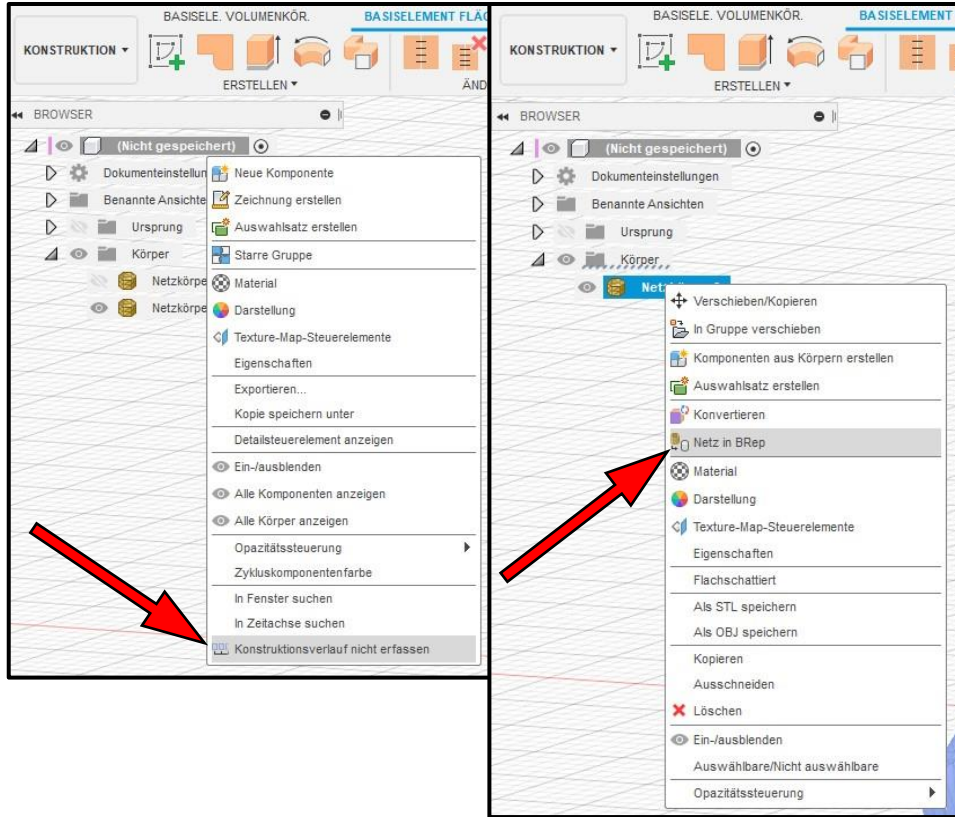 BASISELE. VOLUMENKÖR.
BASISELEMENT FLÄC
KONSTRUKTION
ERSTELLEN
ÄND
BROWSER
(Nicht gespeichert)
Dokumenteinstellun
Benannte Ansichte
Ursprung
Körper
Netzkörpe
Netzkörpe
Neue Komponente
Zeichnung erstellen
Auswahlsatz erstellen
Starre Gruppe
Material
Darstellung
Texture-Map-Steuerelemente
Eigenschaften
Exportieren...
Kopie speichern unter
Detailsteuerelement anzeigen
Ein-/ausblenden
Alle Komponenten anzeigen
Alle Körper anzeigen
Opazitätssteuerung
Zykluskomponentenfarbe
In Fenster suchen
In Zeitachse suchen
Konstruktionsverlauf nicht erfassen
BASISELE. VOLUMENKÖR.
BASISELEMENT
KONSTRUKTION
ERSTELLEN
BROWSER
(Nicht gespeichert)
Dokumenteinstellungen
Benannte Ansichten
Ursprung
Körper
Verschieben/Kopieren
In Gruppe verschieben
Komponenten aus Körpern erstellen
Auswahlsatz erstellen
Konvertieren
Netz in BRep
Material
Darstellung
Texture-Map-Steuerelemente
Eigenschaften
Flachschattiert
Als STL speichern
Als OBJ speichern
Kopieren
Ausschneiden
Löschen
Ein-/ausblenden
Auswählbare/Nicht auswählbare
Opazitätssteuerung